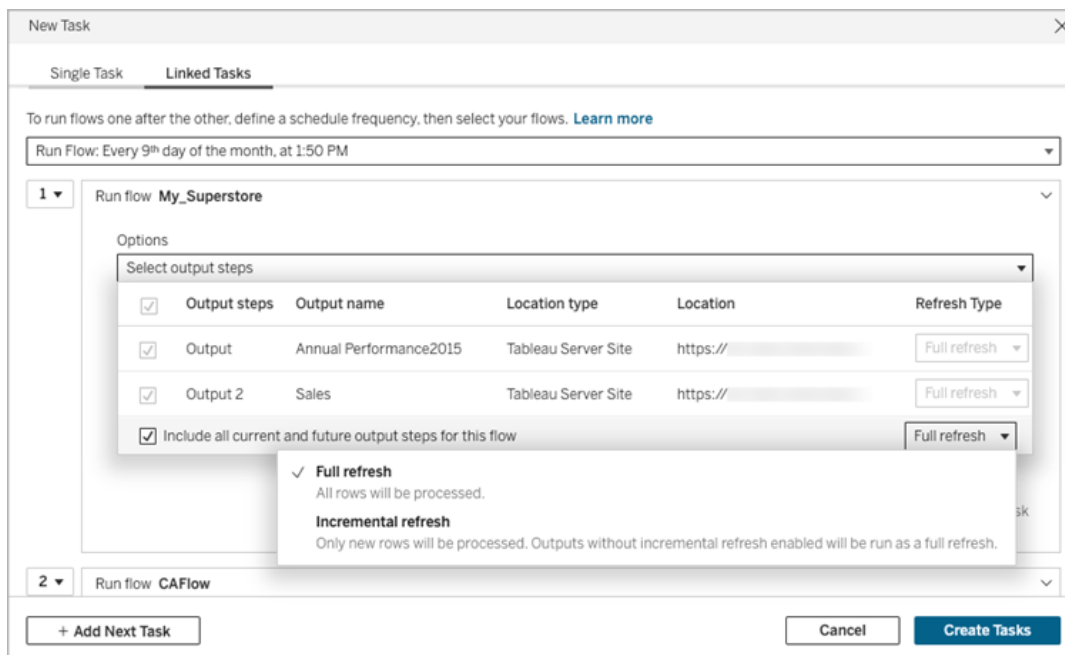 New Task
Single Task Linked Tasks
To run flows one after the other, define a schedule frequency, then select your flows. Learn more
Run Flow: Every 9th day of the month, at 1:50 PM
1 Run flow My_Superstore
Options
Select output steps
Output steps Output name Location type Location Refresh Type
Output Annual Performance2015 Tableau Server Site https:// Full refresh
Output 2 Sales Tableau Server Site https:// Full refresh
Include all current and future output steps for this flow Full refresh
Full refresh
All rows will be processed.
Incremental refresh
Only new rows will be processed. Outputs without incremental refresh enabled will be run as a full refresh.
2 Run flow CAFlow
+ Add Next Task Cancel Create Tasks